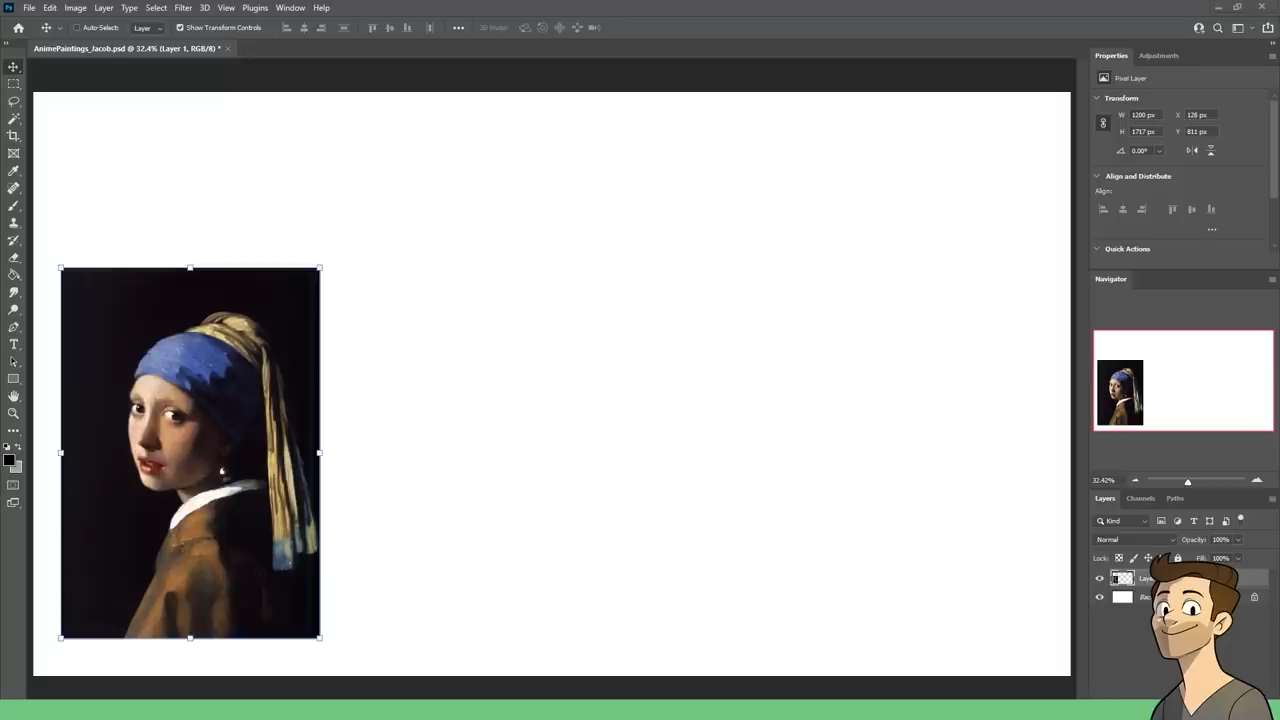 Ps File Edit Image Layer Type Select Filter 3D View Plugins Window Help
Auto-Select: Layer Show Transform Controls 3D Mode:
AnimePaintings_Jacob.psd @ 32.4% (Layer 1, RGB/8) *
Properties Adjustments
Pixel Layer
Transform
W 1200 px X 128 px
H 1717 px Y 811 px
0.00°
Align and Distribute
Align:
Quick Actions
Navigator
32.42%
Layers Channels Paths
Kind
Normal Opacity: 100%
Lock: Fill: 100%